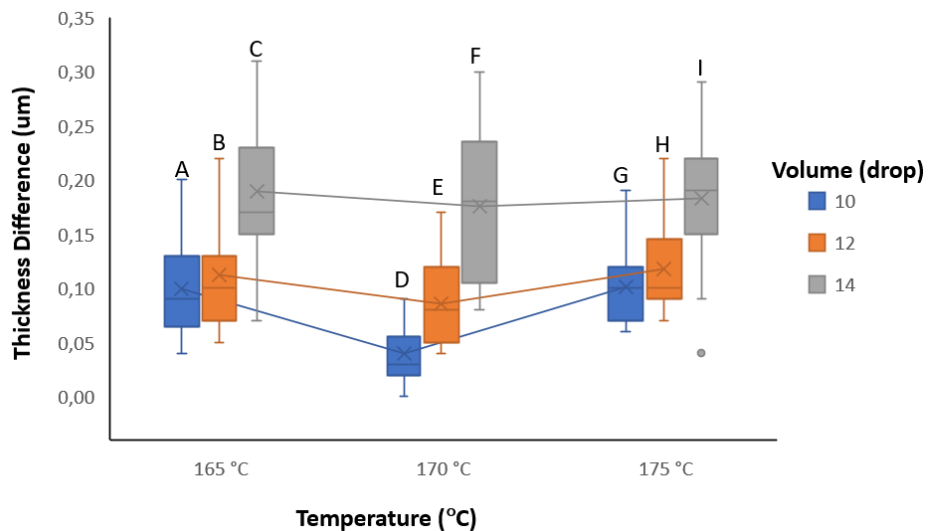 0,35
0,30
0,25
0,20
0,15
0,10
0,05
0,00
Thickness Difference (um)
A
B
C
D
E
F
G
H
I
165 °C
170 °C
175 °C
Temperature (°C)
Volume (drop)
10
12
14